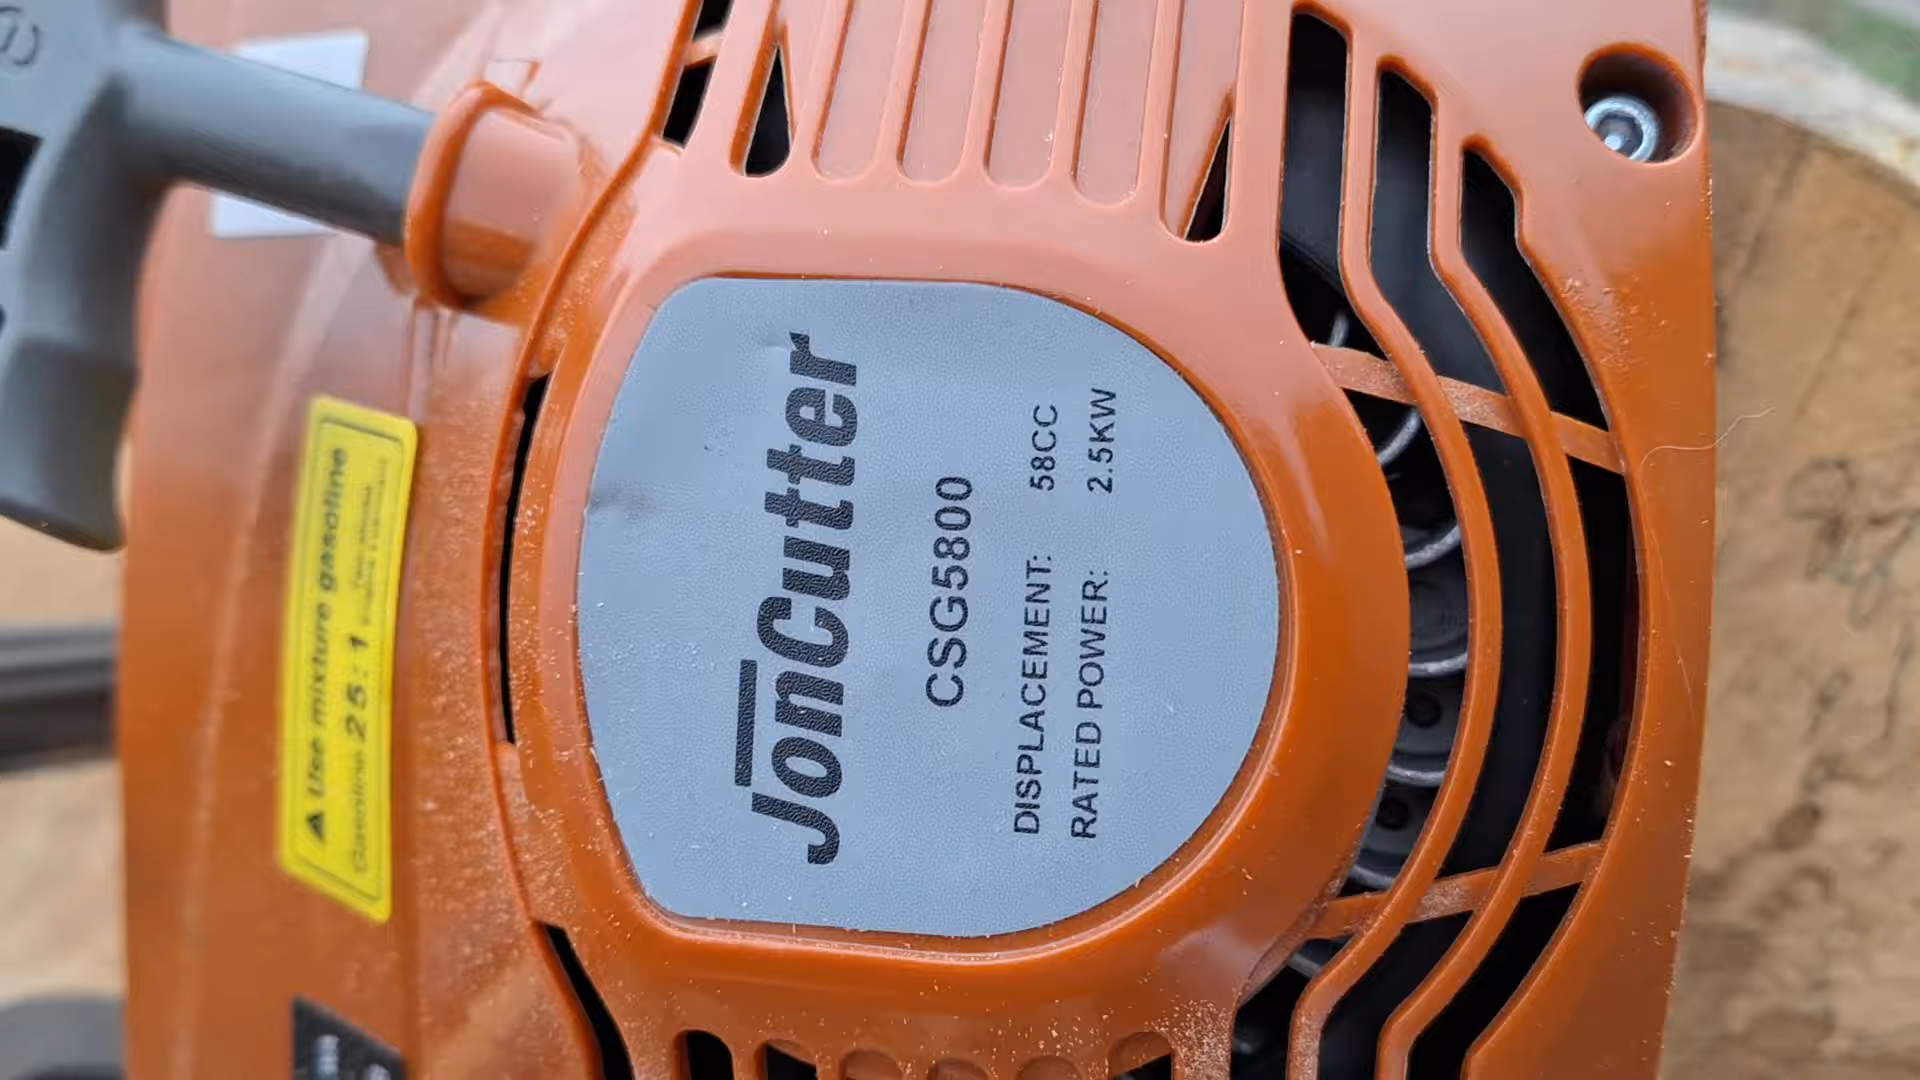 JonCutter
CSG5800
DISPLACEMENT: 58CC
RATED POWER: 2.5KW
Use mixture gasoline
Gasoline 25:1